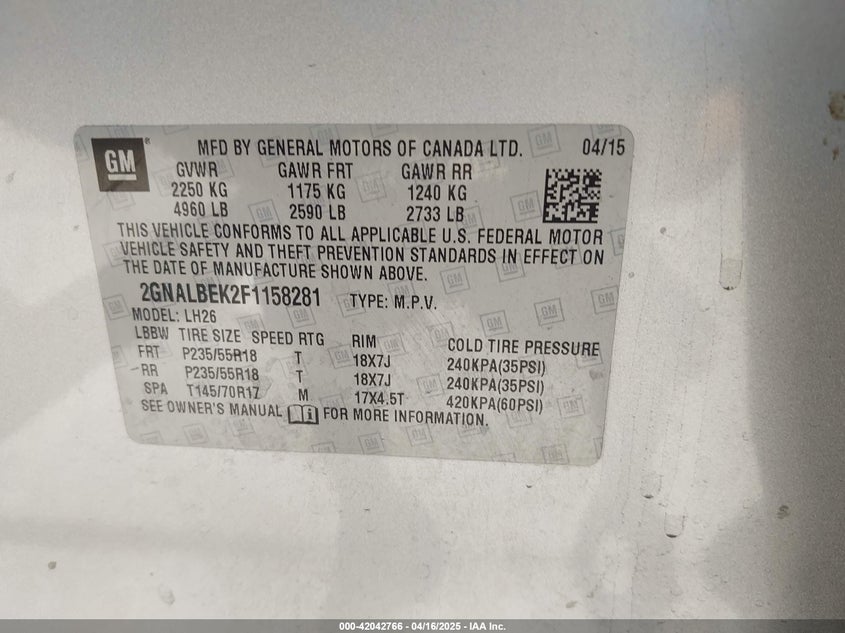 GM ® MFD BY GENERAL MOTORS OF CANADA LTD. 04/15
GVWR GAWR FRT GAWR RR
2250 KG 1175 KG 1240 KG
4960 LB 2590 LB 2733 LB
THIS VEHICLE CONFORMS TO ALL APPLICABLE U.S. FEDERAL MOTOR
VEHICLE SAFETY AND THEFT PREVENTION STANDARDS IN EFFECT ON
THE DATE OF MANUFACTURE SHOWN ABOVE.
2GNALBEK2F1158281 TYPE: M.P.V.
MODEL: LH26
LBBW TIRE SIZE SPEED RTG RIM COLD TIRE PRESSURE
FRT P235/55R18 T 18X7J 240KPA(35PSI)
RR P235/55R18 T 18X7J 240KPA(35PSI)
SPA T145/70R17 M 17X4.5T 420KPA(60PSI)
SEE OWNER'S MANUAL FOR MORE INFORMATION.
000-42042766 - 04/16/2025 - IAA Inc.